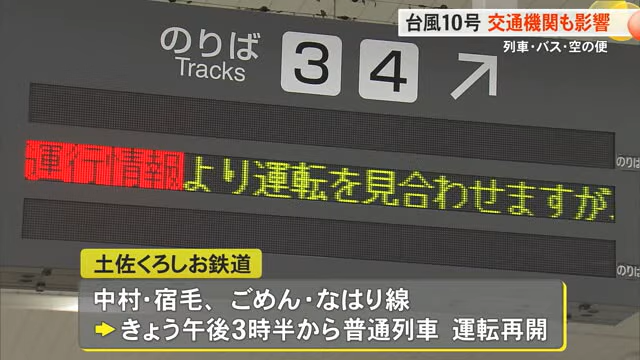 台風10号 交通機関も影響
列車・バス・空の便
のりば
Tracks
3 4
のりば
運行情報より運転を見合わせますが、
のりば
土佐くろしお鉄道
中村・宿毛、ごめん・なはり線
➡きょう午後3時半から普通列車 運転再開